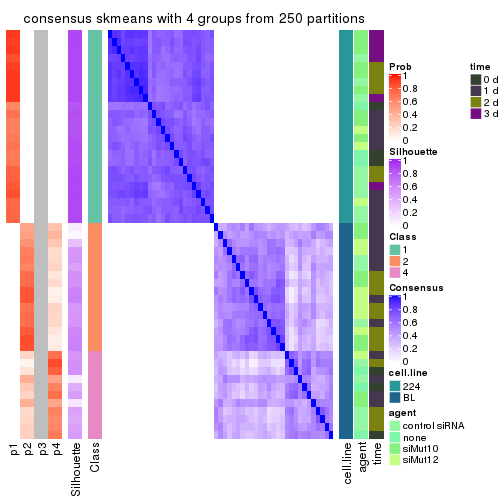 consensus skmeans with 4 groups from 250 partitions
Prob
1
0.8
0.6
0.4
0.2
0
Silhouette
1
0.8
0.6
0.4
0.2
0
Class
1
2
4
Consensus
1
0.8
0.6
0.4
0.2
0
cell.line
224
BL
agent
control siRNA
none
siMut10
siMut12
time
0 d
1 d
2 d
3 d
p1
p2
p3
p4
Silhouette
Class
cell.line
agent
time